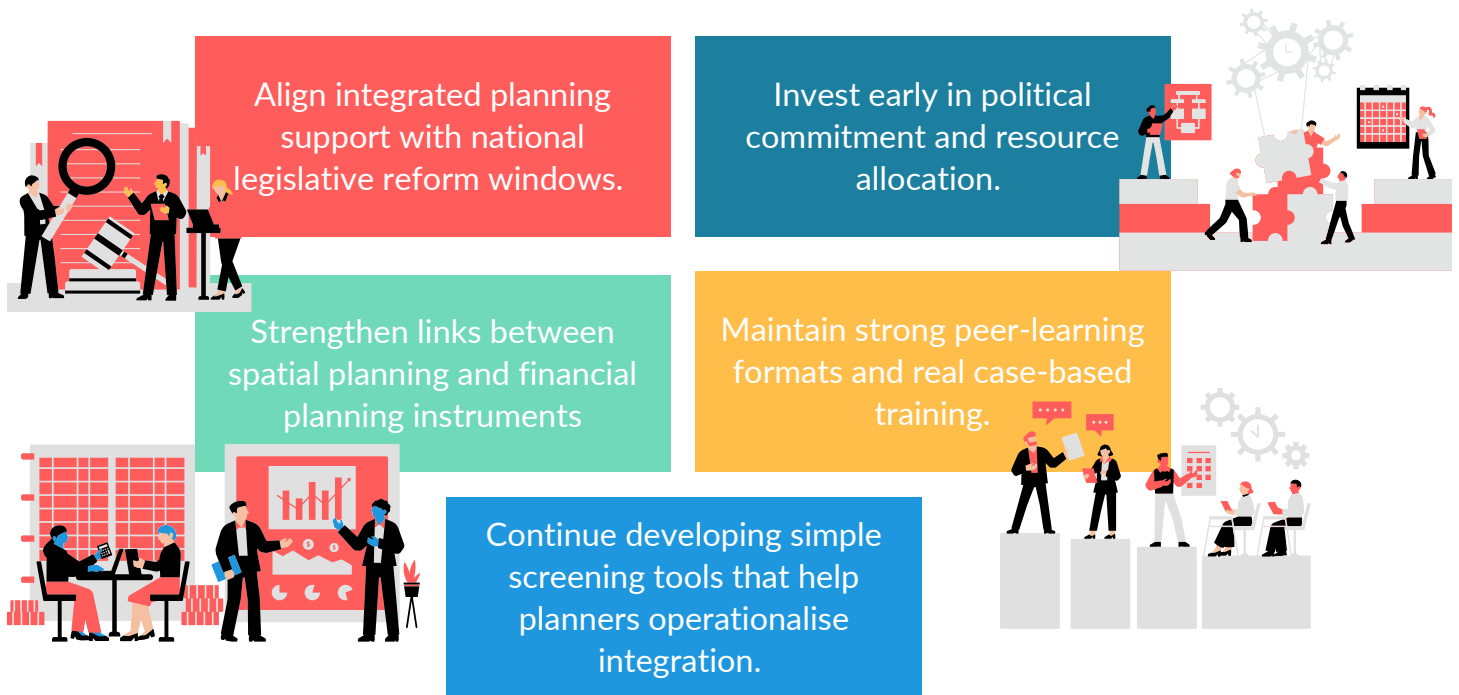 Align integrated planning
support with national
legislative reform windows.
Invest early in political
commitment and resource
allocation.
Strengthen links between
spatial planning and financial
planning instruments
Maintain strong peer-learning
formats and real case-based
training.
Continue developing simple
screening tools that help
planners operationalise
integration.